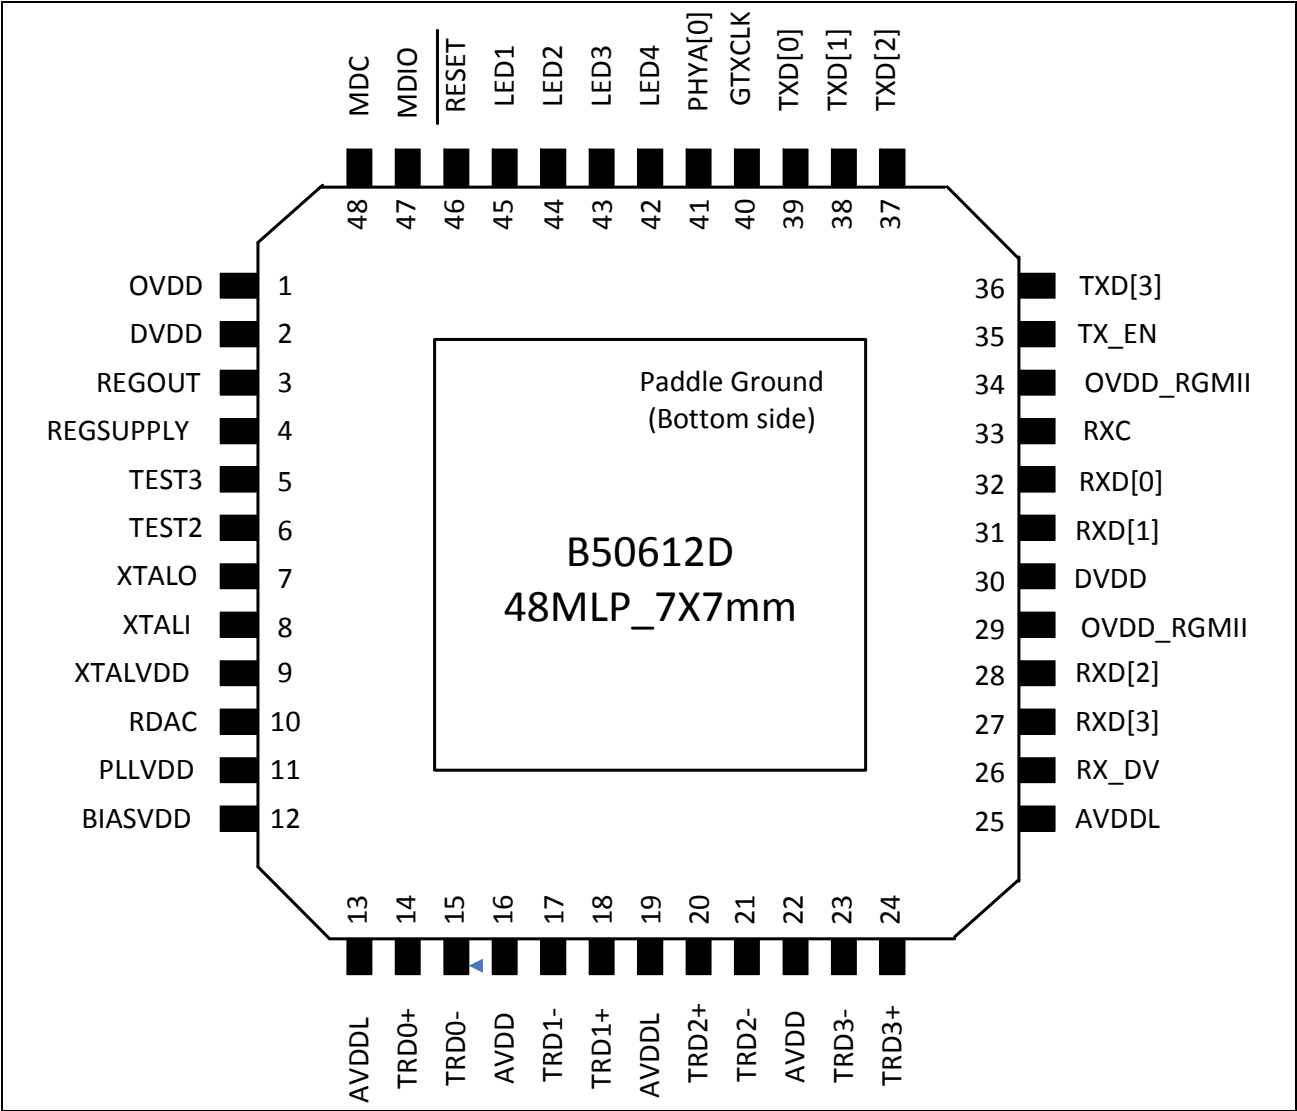 MDC
MDIO
RESET
LED1
LED2
LED3
LED4
PHYA[0]
GTXCLK
TXD[0]
TXD[1]
TXD[2]
48
47
46
45
44
43
42
41
40
39
38
37
OVDD 1
DVDD 2
REGOUT 3
REGSUPPLY 4
TEST3 5
TEST2 6
XTALO 7
XTALI 8
XTALVDD 9
RDAC 10
PLLVDD 11
BIASVDD 12
Paddle Ground
(Bottom side)
B50612D
48MLP_7X7mm
36 TXD[3]
35 TX_EN
34 OVDD_RGMII
33 RXC
32 RXD[0]
31 RXD[1]
30 DVDD
29 OVDD_RGMII
28 RXD[2]
27 RXD[3]
26 RX_DV
25 AVDDL
13
14
15
16
17
18
19
20
21
22
23
24
AVDDL
TRD0+
TRD0-
AVDD
TRD1-
TRD1+
AVDDL
TRD2+
TRD2-
AVDD
TRD3-
TRD3+